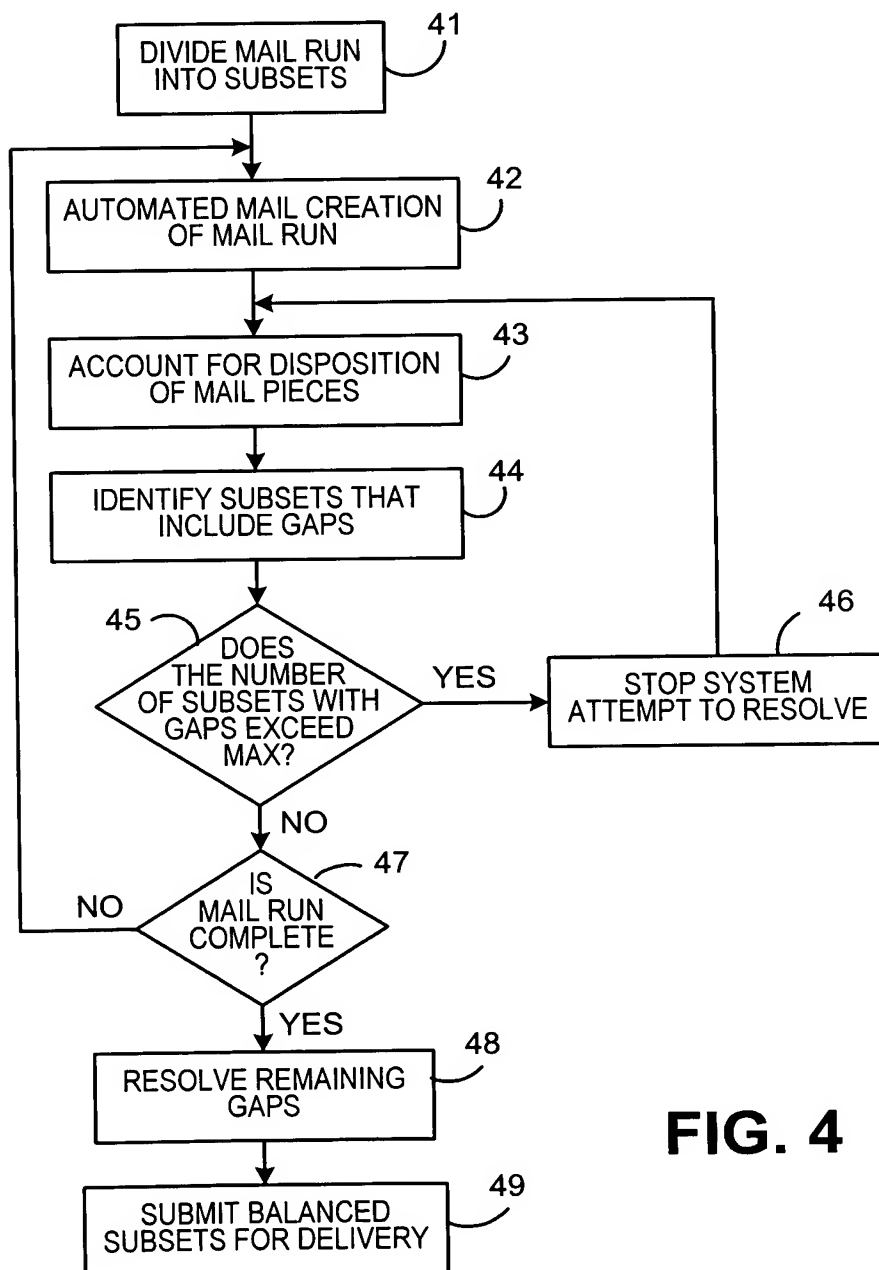 DIVIDE MAIL RUN
INTO SUBSETS
41
AUTOMATED MAIL CREATION
OF MAIL RUN
42
ACCOUNT FOR DISPOSITION
OF MAIL PIECES
43
IDENTIFY SUBSETS THAT
INCLUDE GAPS
44
45
DOES
THE NUMBER
OF SUBSETS WITH
GAPS EXCEED
MAX?
YES
46
STOP SYSTEM
ATTEMPT TO RESOLVE
NO
47
IS
MAIL RUN
COMPLETE
?
NO
YES
48
RESOLVE REMAINING
GAPS
49
SUBMIT BALANCED
SUBSETS FOR DELIVERY
FIG. 4